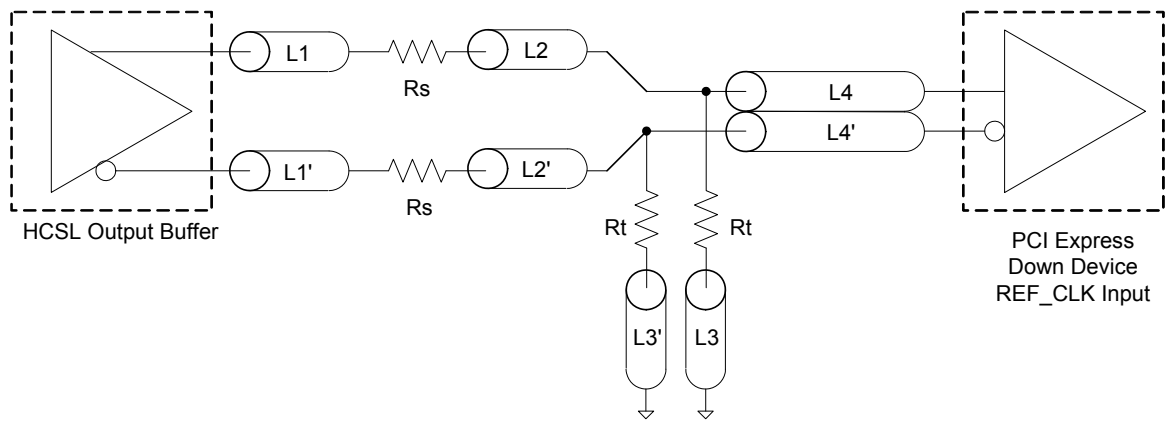 L1
Rs
L2
L4
L4'
L1'
Rs
L2'
Rt
Rt
L3'
L3
HCSL Output Buffer
PCI Express
Down Device
REF_CLK Input